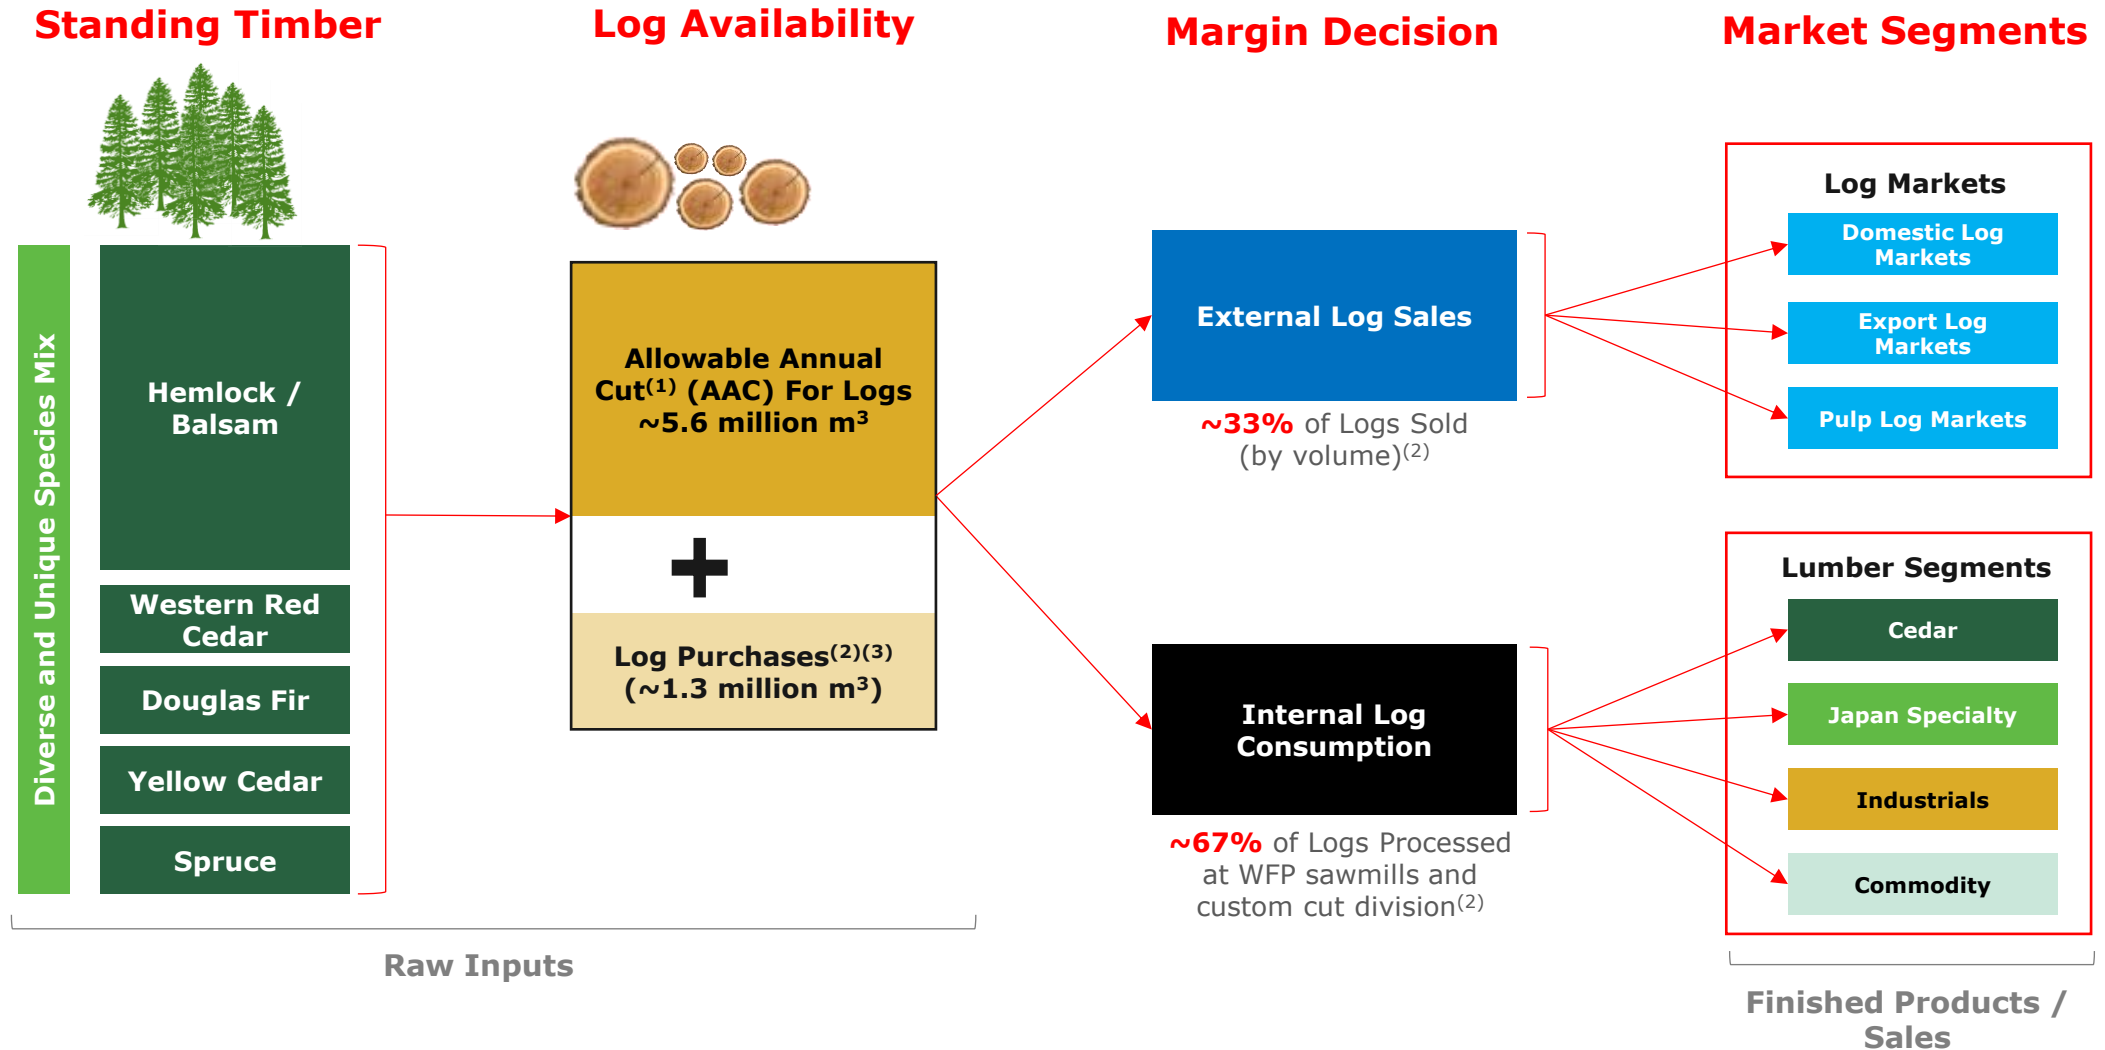 Standing Timber
Log Availability
Margin Decision
Market Segments
Diverse and Unique Species Mix
Hemlock /
Balsam
Western Red
Cedar
Douglas Fir
Yellow Cedar
Spruce
Raw Inputs
Allowable Annual
Cut(1) (AAC) For Logs
~5.6 million m³
+
Log Purchases(2)(3)
(~1.3 million m³)
External Log Sales
~33% of Logs Sold
(by volume)(2)
Internal Log
Consumption
~67% of Logs Processed
at WFP sawmills and
custom cut division(2)
Log Markets
Domestic Log
Markets
Export Log
Markets
Pulp Log Markets
Lumber Segments
Cedar
Japan Specialty
Industrials
Commodity
Finished Products /
Sales